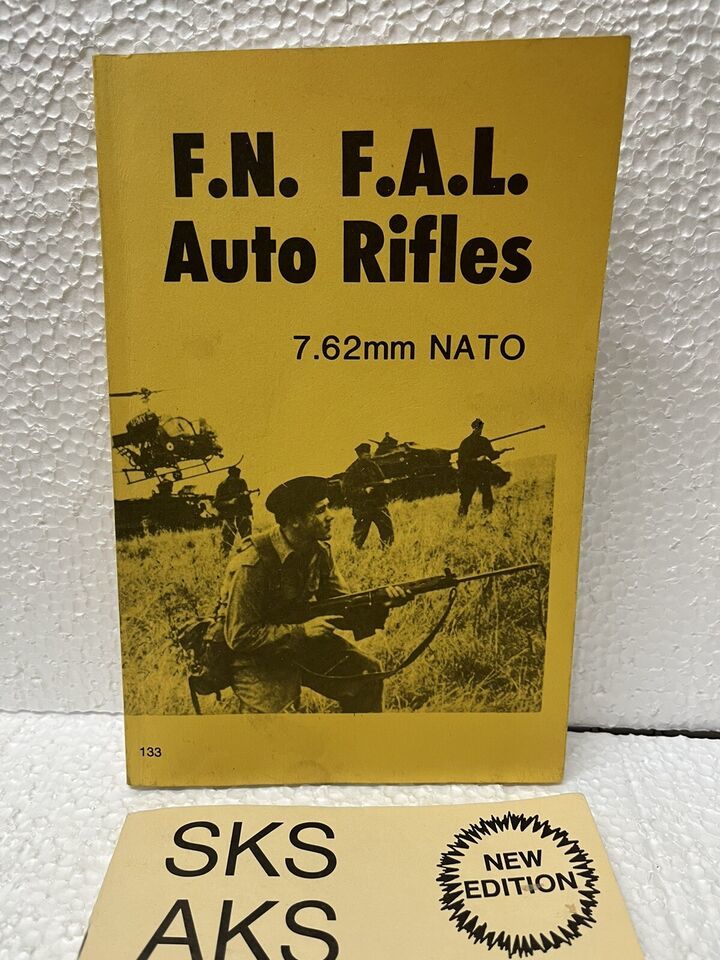 F.N. F.A.L.
Auto Rifles
7.62mm NATO
133
SKS
AKS
NEW
EDITION